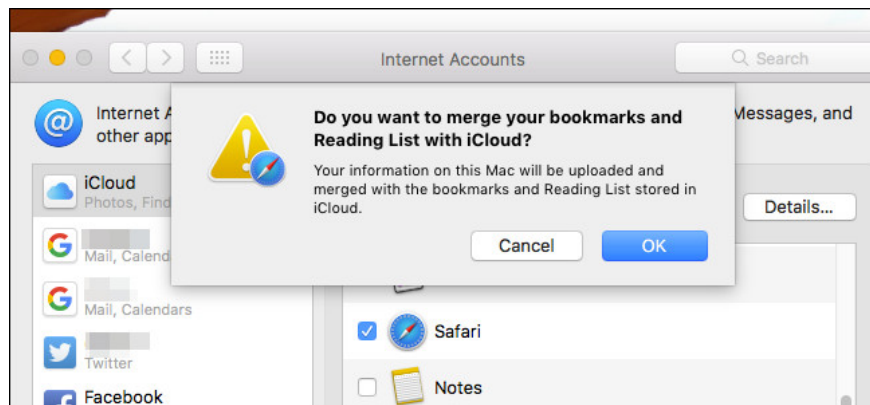 Internet Accounts
Search
Do you want to merge your bookmarks and
Reading List with iCloud?
Your information on this Mac will be uploaded and
merged with the bookmarks and Reading List stored in
iCloud.
Cancel
OK
Internet
other app
Messages, and
iCloud
Photos, Find
Details...
Mail, Calend
Mail, Calendars
Twitter
Facebook
Safari
Notes